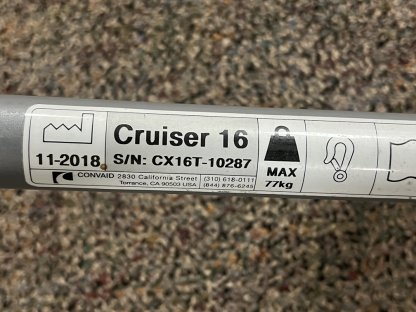 Cruiser 16
11-2018 S/N: CX16T-10287
MAX
77kg
CONVAID 2830 California Street (310) 618-0111
Torrance, CA 90503 USA (844) 876-6245